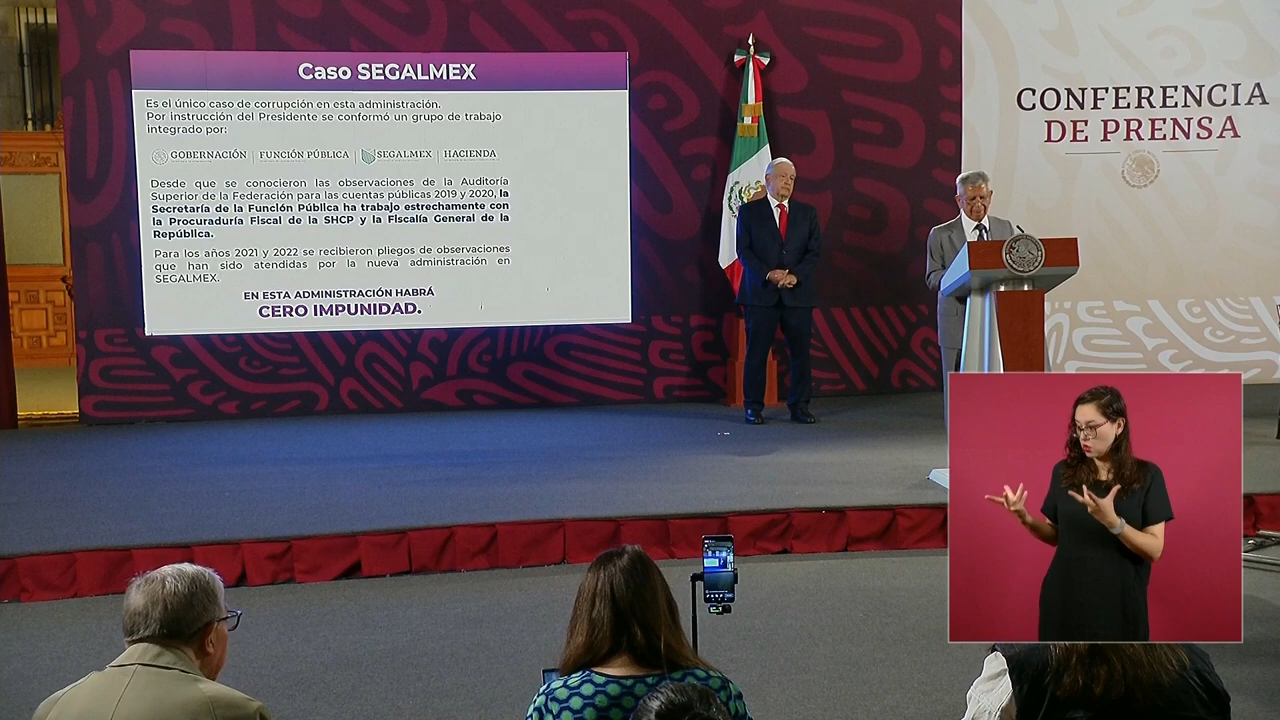 Caso SEGALMEX
Es el único caso de corrupción en esta administración.
Por instrucción del Presidente se conformó un grupo de trabajo
integrado por:
GOBERNACIÓN | FUNCIÓN PÚBLICA | SEGALMEX | HACIENDA
Desde que se conocieron las observaciones de la Auditoría
Superior de la Federación para las cuentas públicas 2019 y 2020, la
Secretaría de la Función Pública ha trabajo estrechamente con
la Procuraduría Fiscal de la SHCP y la Fiscalía General de la
República.
Para los años 2021 y 2022 se recibieron pliegos de observaciones
que han sido atendidas por la nueva administración en
SEGALMEX.
EN ESTA ADMINISTRACIÓN HABRÁ
CERO IMPUNIDAD.
CONFERENCIA
DE PRENSA